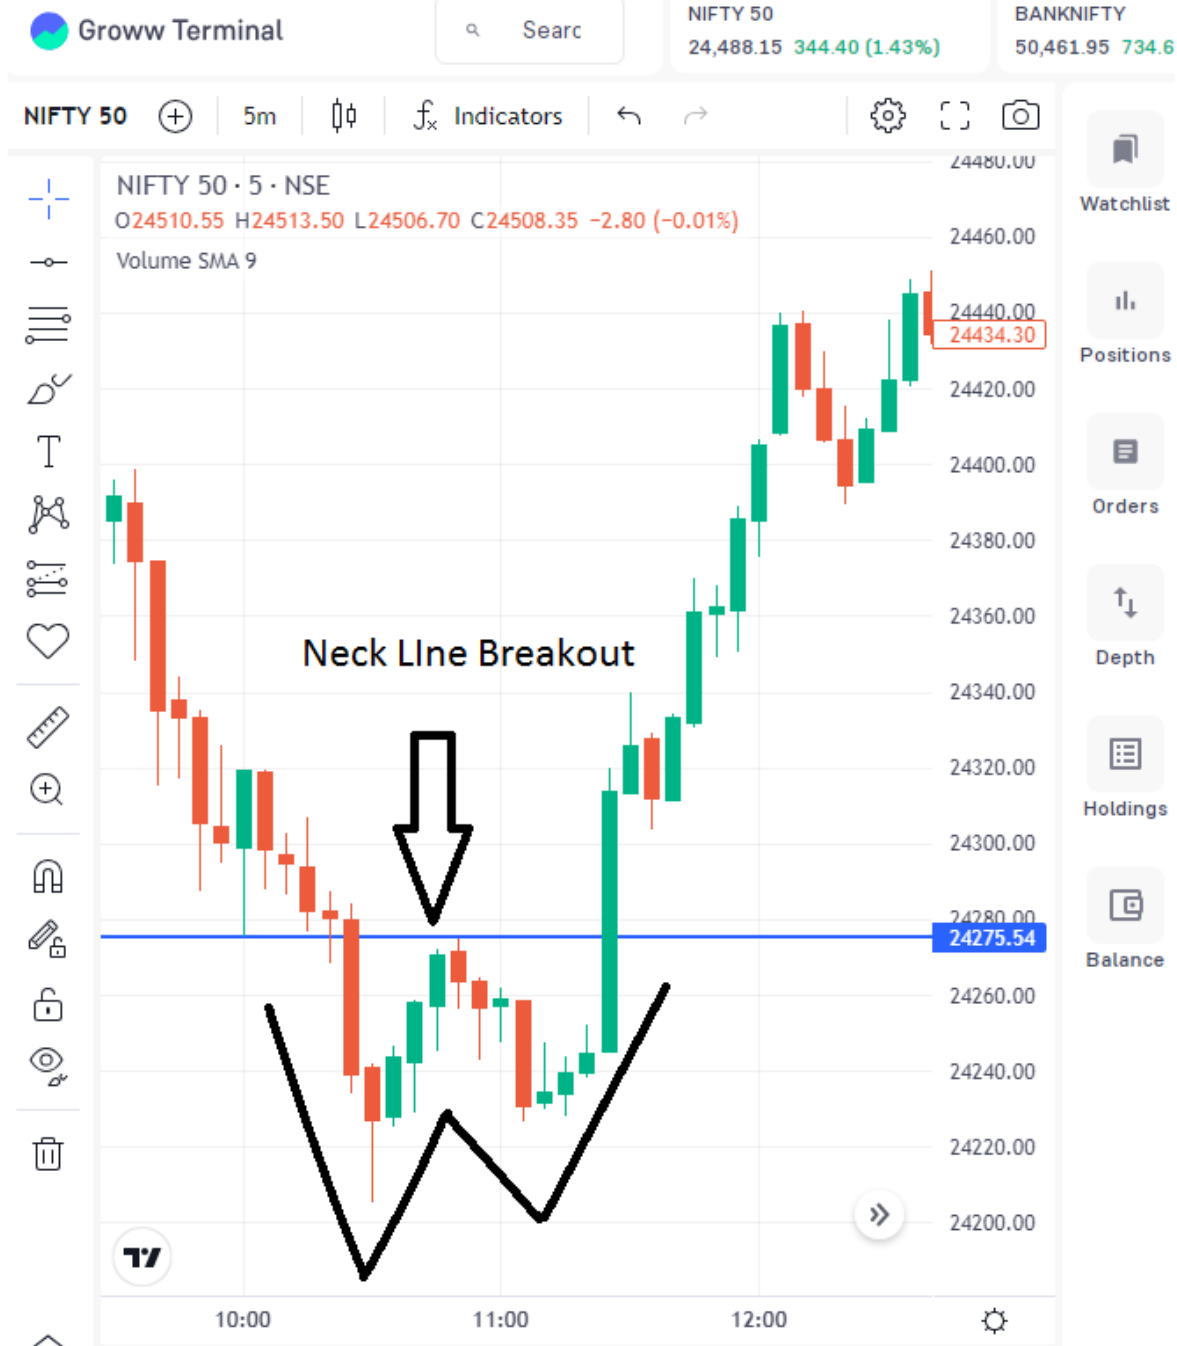 Groww Terminal
Searc
NIFTY 50
24,488.15 344.40 (1.43%)
BANKNIFTY
50,461.95 734.6
NIFTY 50
5m
Indicators
NIFTY 50 · 5 · NSE
O24510.55 H24513.50 L24506.70 C24508.35 −2.80 (−0.01%)
Volume SMA 9
24480.00
24460.00
24440.00
24434.30
24420.00
24400.00
24380.00
24360.00
24340.00
24320.00
24300.00
24280.00
24275.54
24260.00
24240.00
24220.00
24200.00
Neck LIne Breakout
10:00
11:00
12:00
Watchlist
Positions
Orders
Depth
Holdings
Balance